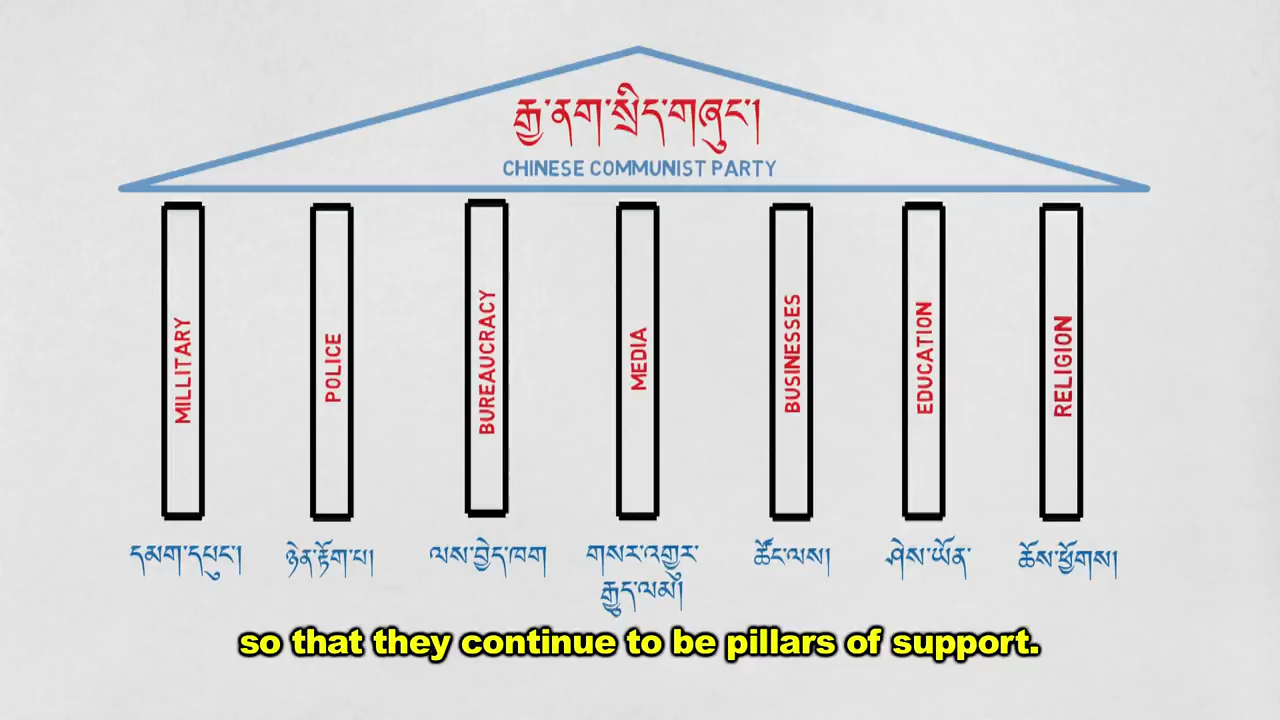 རྒྱ་ནག་སྲིད་གཞུང་།
CHINESE COMMUNIST PARTY
MILLITARY
POLICE
BUREAUCRACY
MEDIA
BUSINESSES
EDUCATION
RELIGION
དམག་དཔུང་།
ཉེན་རྟོག་པ།
ལས་བྱེད་ཁག
གསར་འགྱུར་
རྒྱུད་ལམ།
ཚོང་ལས།
ཤེས་ཡོན་
ཆོས་ཕྱོགས།
so that they continue to be pillars of support.